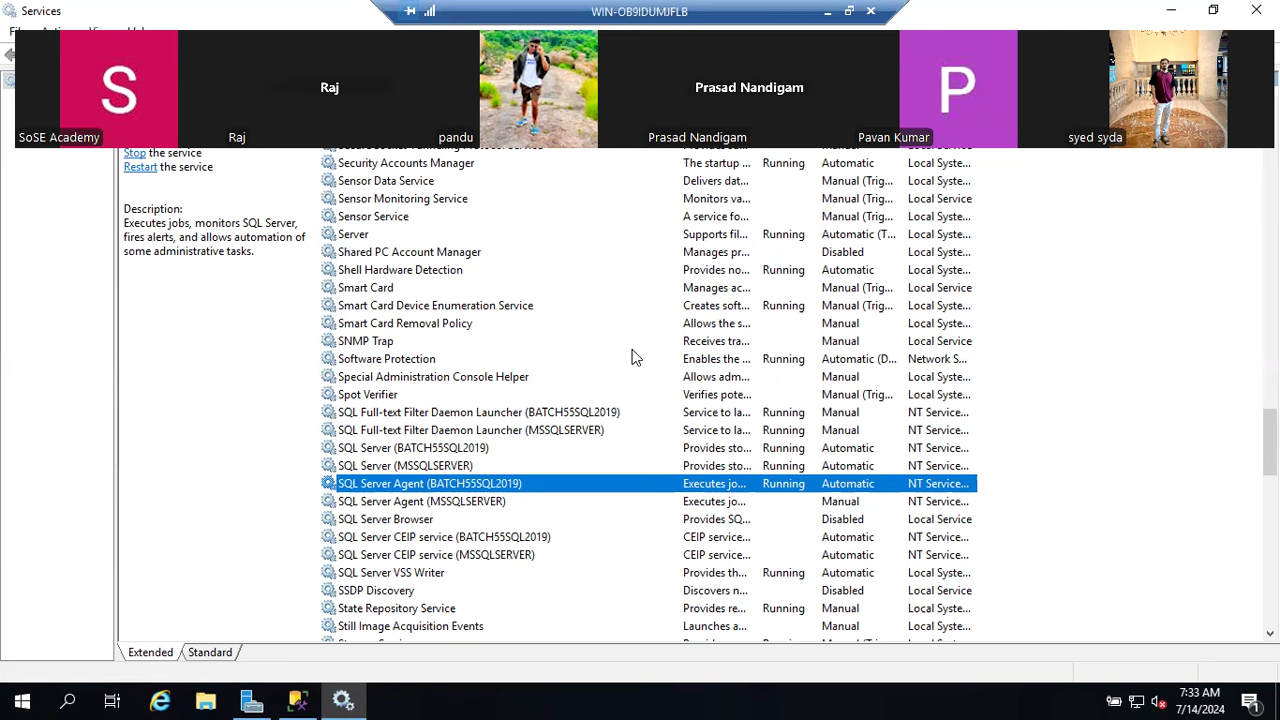 Services
WIN-OB9IDUMJFLB
S
Raj
Prasad Nandigam
P
SoSE Academy
Raj
pandu
Prasad Nandigam
Pavan Kumar
syed syda
Stop the service
Restart the service
Description:
Executes jobs, monitors SQL Server,
fires alerts, and allows automation of
some administrative tasks.
Security Accounts Manager The startup ... Running Automatic Local Syste...
Sensor Data Service Delivers dat... Manual (Trig... Local Syste...
Sensor Monitoring Service Monitors va... Manual (Trig... Local Service
Sensor Service A service fo... Manual (Trig... Local Syste...
Server Supports fil... Running Automatic (T... Local Syste...
Shared PC Account Manager Manages pr... Disabled Local Syste...
Shell Hardware Detection Provides no... Running Automatic Local Syste...
Smart Card Manages ac... Manual (Trig... Local Service
Smart Card Device Enumeration Service Creates soft... Running Manual (Trig... Local Syste...
Smart Card Removal Policy Allows the s... Manual Local Syste...
SNMP Trap Receives tra... Manual Local Service
Software Protection Enables the ... Running Automatic (D... Network S...
Special Administration Console Helper Allows adm... Manual Local Syste...
Spot Verifier Verifies pote... Manual (Trig... Local Syste...
SQL Full-text Filter Daemon Launcher (BATCH55SQL2019) Service to la... Running Manual NT Service...
SQL Full-text Filter Daemon Launcher (MSSQLSERVER) Service to la... Running Manual NT Service...
SQL Server (BATCH55SQL2019) Provides sto... Running Automatic NT Service...
SQL Server (MSSQLSERVER) Provides sto... Running Automatic NT Service...
SQL Server Agent (BATCH55SQL2019) Executes jo... Running Automatic NT Service...
SQL Server Agent (MSSQLSERVER) Executes jo... Manual NT Service...
SQL Server Browser Provides SQ... Disabled Local Service
SQL Server CEIP service (BATCH55SQL2019) CEIP service... Automatic NT Service...
SQL Server CEIP service (MSSQLSERVER) CEIP service... Automatic NT Service...
SQL Server VSS Writer Provides th... Running Automatic Local Syste...
SSDP Discovery Discovers n... Disabled Local Service
State Repository Service Provides re... Running Manual Local Syste...
Still Image Acquisition Events Launches a... Manual Local Syste...
Extended Standard
7:33 AM
7/14/2024
1